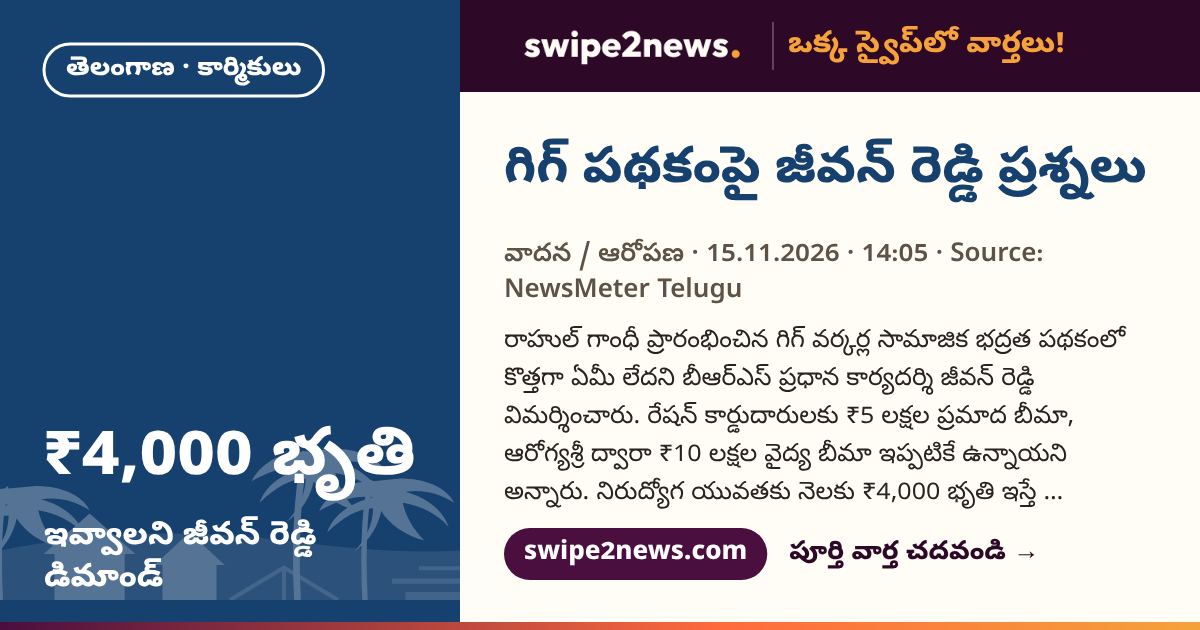 తెలంగాణ · కార్మికులు
₹4,000 భృతి
ఇవ్వాలని జీవన్ రెడ్డి
డిమాండ్
swipe2news.
ఒక్క స్వైప్‌లో వార్తలు!
గిగ్ పథకంపై జీవన్ రెడ్డి ప్రశ్నలు
వాదన / ఆరోపణ · 15.11.2026 · 14:05 · Source:
NewsMeter Telugu
రాహుల్ గాంధీ ప్రారంభించిన గిగ్ వర్కర్ల సామాజిక భద్రత పథకంలో
కొత్తగా ఏమీ లేదని బీఆర్ఎస్ ప్రధాన కార్యదర్శి జీవన్ రెడ్డి
విమర్శించారు. రేషన్ కార్డుదారులకు ₹5 లక్షల ప్రమాద బీమా,
ఆరోగ్యశ్రీ ద్వారా ₹10 లక్షల వైద్య బీమా ఇప్పటికే ఉన్నాయని
అన్నారు. నిరుద్యోగ యువతకు నెలకు ₹4,000 భృతి ఇస్తే ...
swipe2news.com
పూర్తి వార్త చదవండి →